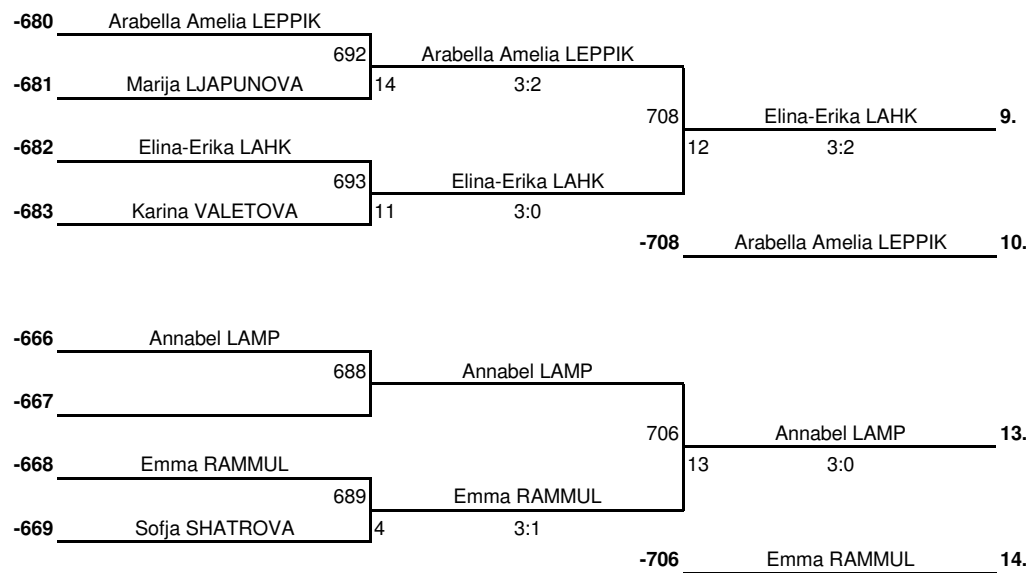 -680 Arabella Amelia LEPPIK
692 Arabella Amelia LEPPIK
-681 Marija LJAPUNOVA 14 3:2
708 Elina-Erika LAHK 9.
-682 Elina-Erika LAHK 12 3:2
693 Elina-Erika LAHK
-683 Karina VALETOVA 11 3:0
-708 Arabella Amelia LEPPIK 10.
-666 Annabel LAMP
688 Annabel LAMP
-667
706 Annabel LAMP 13.
-668 Emma RAMMUL 13 3:0
689 Emma RAMMUL
-669 Sofja SHATROVA 4 3:1
-706 Emma RAMMUL 14.